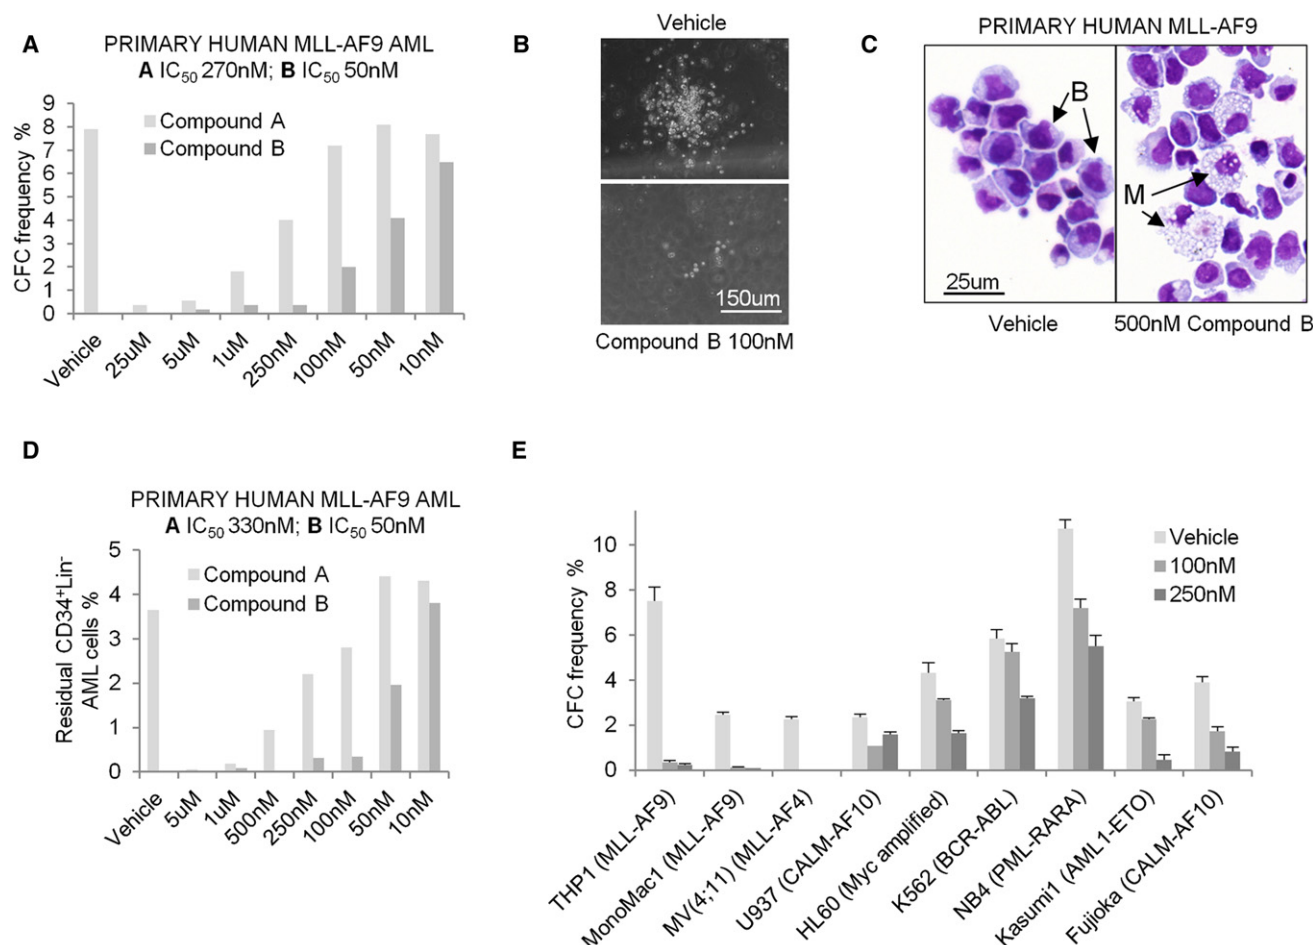 A
PRIMARY HUMAN MLL-AF9 AML
A IC50 270nM; B IC50 50nM
CFC frequency %
9
8
7
6
5
4
3
2
1
0
Compound A
Compound B
Vehicle
25uM
5uM
1uM
250nM
100nM
50nM
10nM
B
Vehicle
150um
Compound B 100nM
C
PRIMARY HUMAN MLL-AF9
B
M
25um
Vehicle
500nM Compound B
D
PRIMARY HUMAN MLL-AF9 AML
A IC50 330nM; B IC50 50nM
Residual CD34+Lin-
AML cells %
5
4
3
2
1
0
Compound A
Compound B
Vehicle
5uM
1uM
500nM
250nM
100nM
50nM
10nM
E
CFC frequency %
10
8
6
4
2
0
Vehicle
100nM
250nM
THP1 (MLL-AF9)
MonoMac1 (MLL-AF9)
MV(4;11) (MLL-AF4)
U937 (CALM-AF10)
HL60 (Myc amplified)
K562 (BCR-ABL)
NB4 (PML-RARA)
Kasumi1 (AML1-ETO)
Fujioka (CALM-AF10)